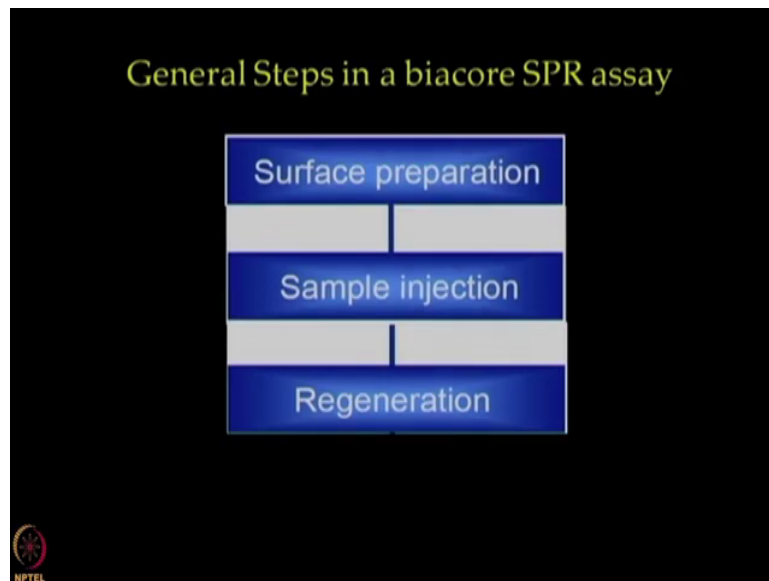 General Steps in a biacore SPR assay
Surface preparation
Sample injection
Regeneration
NPTEL